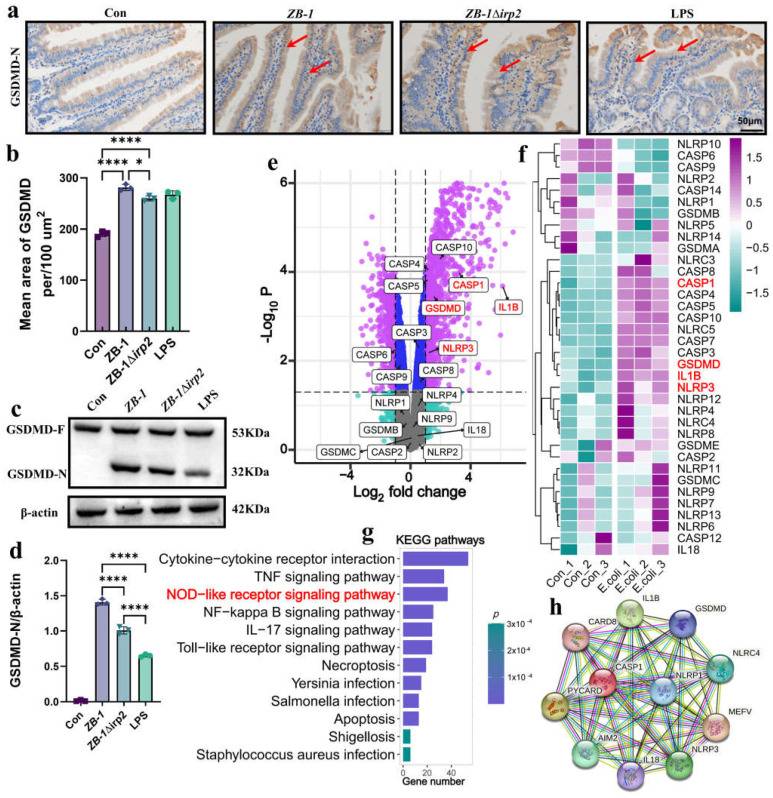 a
Con
ZB-1
ZB-1Δirp2
LPS
GSDMD-N
50μm
b
Mean area of GSDMD
per/100 um²
300
200
100
0
****
**** *
Con
ZB-1
ZB-1Δirp2
LPS
c
Con
ZB-1
ZB-1Δirp2
LPS
GSDMD-F
53KDa
GSDMD-N
32KDa
β-actin
42KDa
d
GSDMD-N/β-actin
2.0
1.5
1.0
0.5
0.0
****
****
****
Con
ZB-1
ZB-1Δirp2
LPS
e
-Log10 P
6
4
2
0
CASP10
CASP4
CASP1
CASP5
IL1B
GSDMD
CASP3
NLRP3
CASP6
CASP8
CASP9
NLRP4
NLRP1
NLRP9
GSDMB
IL18
GSDMC
CASP2
NLRP2
−4
0
4
Log2 fold change
f
NLRP10
CASP6
CASP9
NLRP2
CASP14
NLRP1
GSDMB
NLRP5
NLRP14
GSDMA
NLRC3
CASP8
CASP1
CASP4
CASP5
CASP10
NLRC5
CASP7
CASP3
GSDMD
IL1B
NLRP3
NLRP12
NLRP4
NLRC4
NLRP8
GSDME
CASP2
NLRP11
GSDMC
NLRP9
NLRP7
NLRP13
NLRP6
CASP12
IL18
1.5
1
0.5
0
−0.5
−1
−1.5
Con_1
Con_2
Con_3
E.coli_1
E.coli_2
E.coli_3
g
KEGG pathways
Cytokine−cytokine receptor interaction
TNF signaling pathway
NOD-like receptor signaling pathway
NF−kappa B signaling pathway
IL−17 signaling pathway
Toll−like receptor signaling pathway
Necroptosis
Yersinia infection
Salmonella infection
Apoptosis
Shigellosis
Staphylococcus aureus infection
0
20
40
Gene number
p
3x10⁻⁴
2x10⁻⁴
1x10⁻⁴
h
IL1B
CARD8
GSDMD
CASP1
NLRC4
NLRP1
PYCARD
MEFV
AIM2
NLRP3
IL18